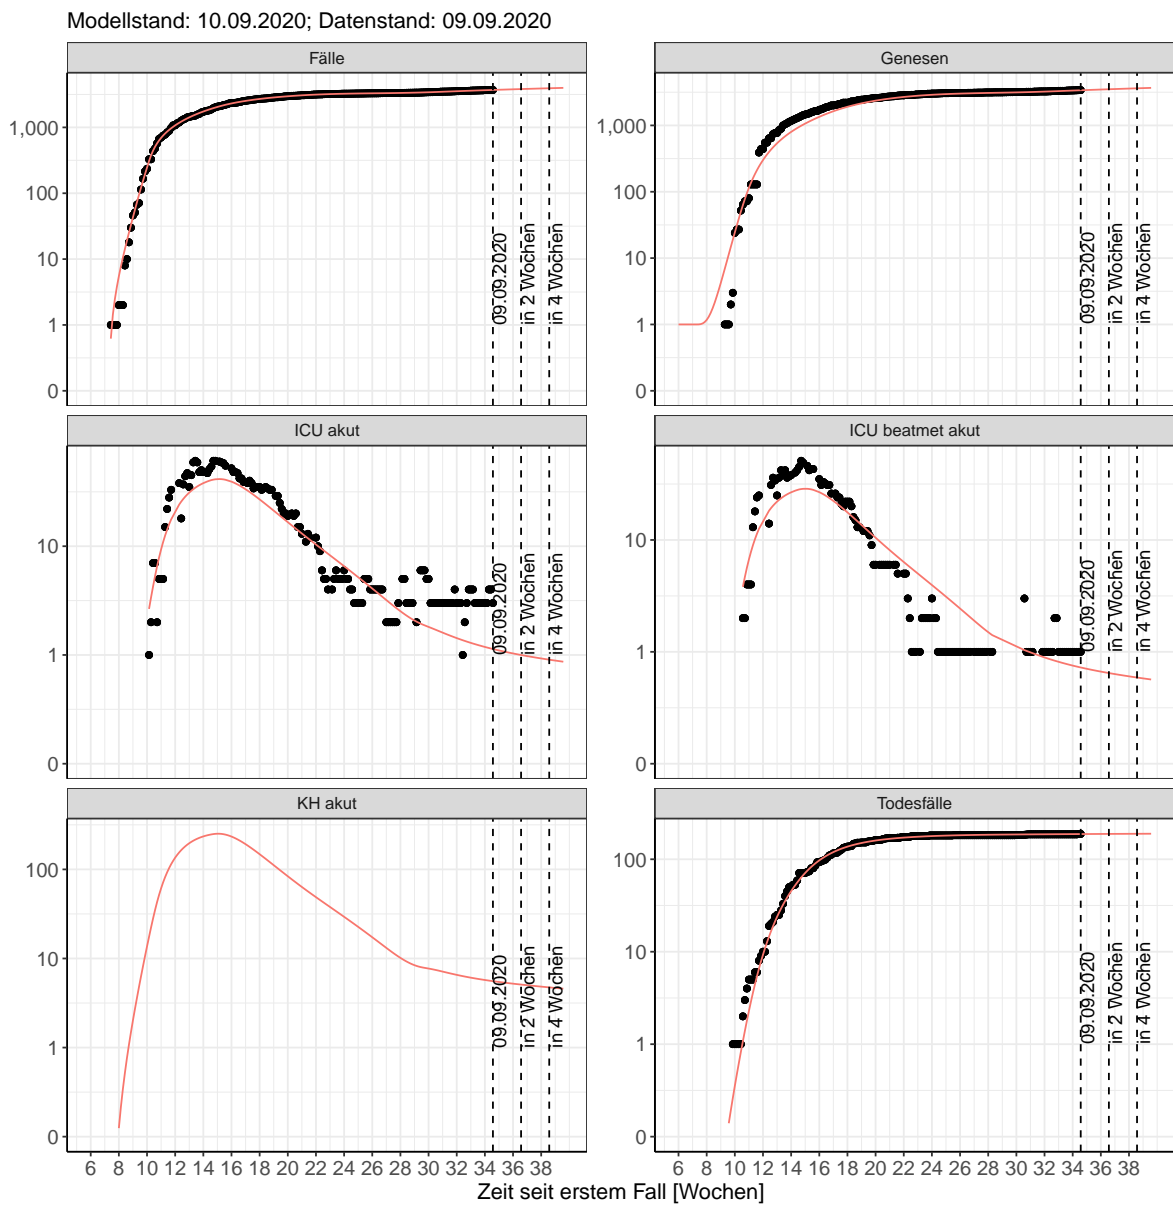 Modellstand: 10.09.2020; Datenstand: 09.09.2020
Fälle
1,000
100
10
1
0
09.09.2020
in 2 Wochen
in 4 Wochen
Genesen
1,000
100
10
1
0
09.09.2020
in 2 Wochen
in 4 Wochen
ICU akut
10
1
0
09.09.2020
in 2 Wochen
in 4 Wochen
ICU beatmet akut
10
1
0
09.09.2020
in 2 Wochen
in 4 Wochen
KH akut
100
10
1
0
09.09.2020
in 2 Wochen
in 4 Wochen
6 8 10 12 14 16 18 20 22 24 26 28 30 32 34 36 38
Todesfälle
100
10
1
0
09.09.2020
in 2 Wochen
in 4 Wochen
6 8 10 12 14 16 18 20 22 24 26 28 30 32 34 36 38
Zeit seit erstem Fall [Wochen]